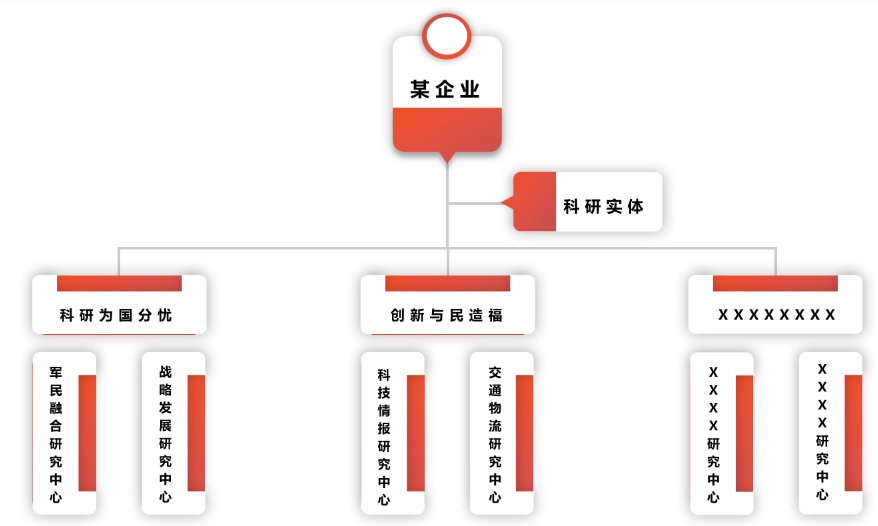 某企业
科研实体
科研为国分忧
创新与民造福
XXXXXXXX
军民融合研究中心
战略发展研究中心
科技情报研究中心
交通物流研究中心
XXXX研究中心
XXXX研究中心